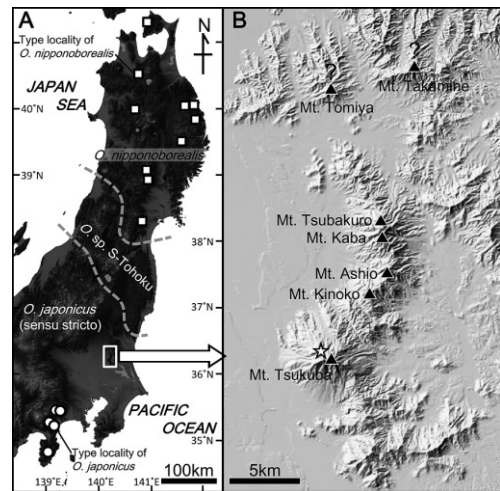 A
N
Type locality of
O. nipponoborealis
JAPAN
SEA
40°N
O. nipponoborealis
39°N
38°N
O. sp. S-Tohoku
37°N
O. japonicus
(sensu stricto)
36°N
PACIFIC
OCEAN
35°N
Type locality of
O. japonicus
139°E
140°E
141°E
100km
B
?
?
Mt. Takamine
Mt. Tomiya
Mt. Tsubakuro
Mt. Kaba
Mt. Ashio
Mt. Kinoko
Mt. Tsukuba
5km